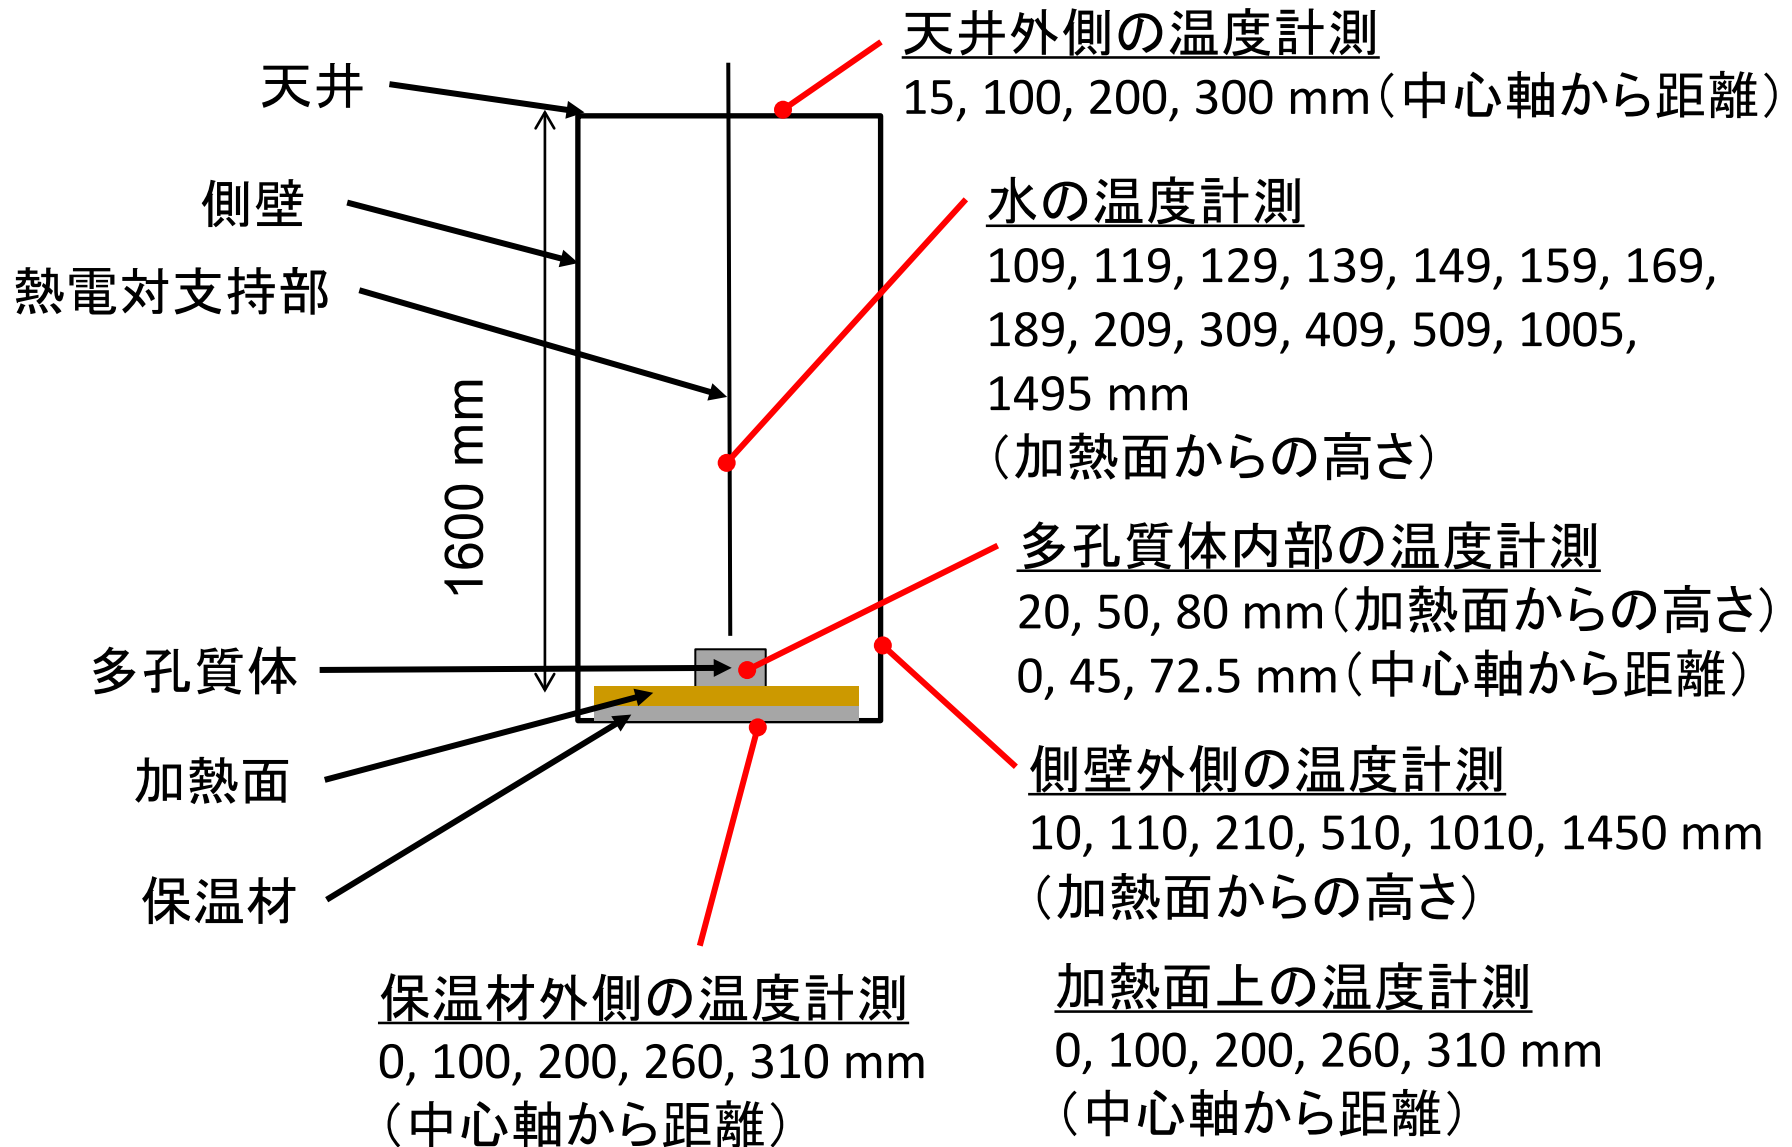 天井
側壁
熱電対支持部
1600 mm
多孔質体
加熱面
保温材
天井外側の温度計測
15, 100, 200, 300 mm（中心軸から距離）
水の温度計測
109, 119, 129, 139, 149, 159, 169,
189, 209, 309, 409, 509, 1005,
1495 mm
（加熱面からの高さ）
多孔質体内部の温度計測
20, 50, 80 mm（加熱面からの高さ）
0, 45, 72.5 mm（中心軸から距離）
側壁外側の温度計測
10, 110, 210, 510, 1010, 1450 mm
（加熱面からの高さ）
保温材外側の温度計測
0, 100, 200, 260, 310 mm
（中心軸から距離）
加熱面上の温度計測
0, 100, 200, 260, 310 mm
（中心軸から距離）